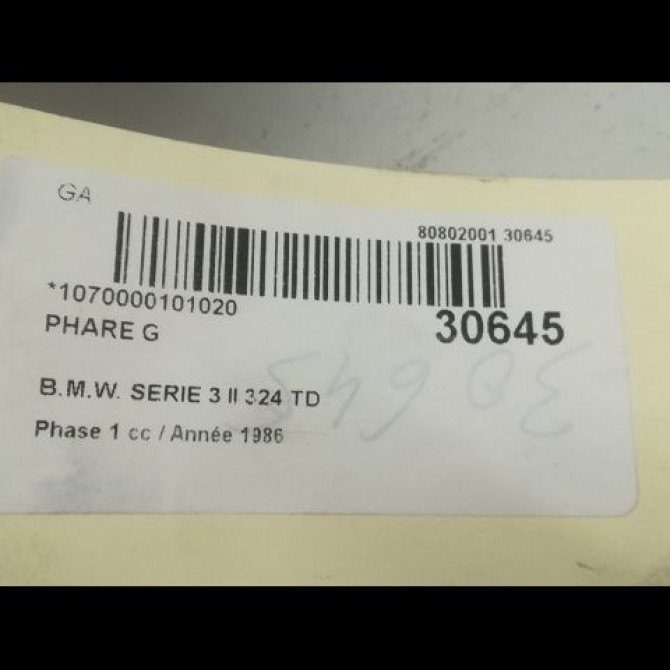 GA
80802001 30645
*1070000101020
30645
PHARE G
30645
B.M.W. SERIE 3 II 324 TD
Phase 1 cc / Année 1986